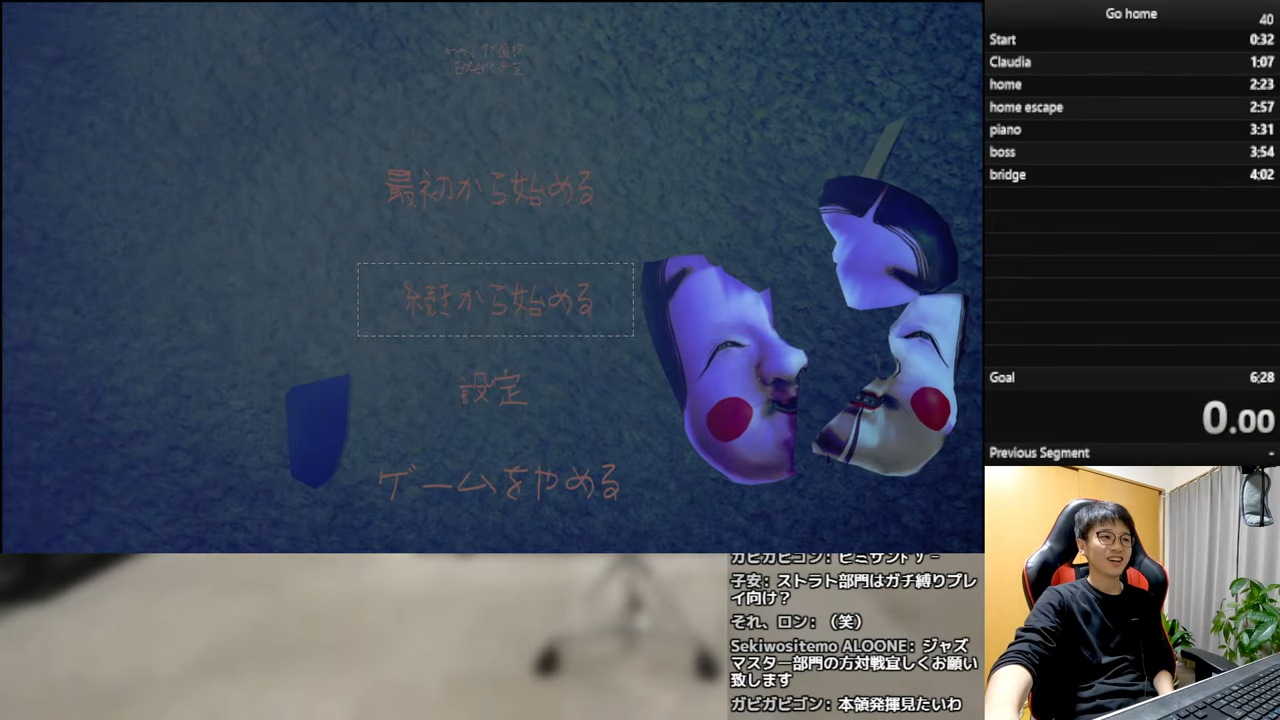 最初から始める
続きから始める
設定
ゲームをやめる
Go home
40
Start 0:32
Claudia 1:07
home 2:23
home escape 2:57
piano 3:31
boss 3:54
bridge 4:02
Goal 6:28
0.00
Previous Segment -
子安: ストラト部門はガチ縛りプレ
イ向け?
それ、ロン: (笑)
Sekiwositemo ALOONE: ジャズ
マスター部門の方対戦宜しくお願い
致します
ガビガビゴン: 本領発揮見たいわ